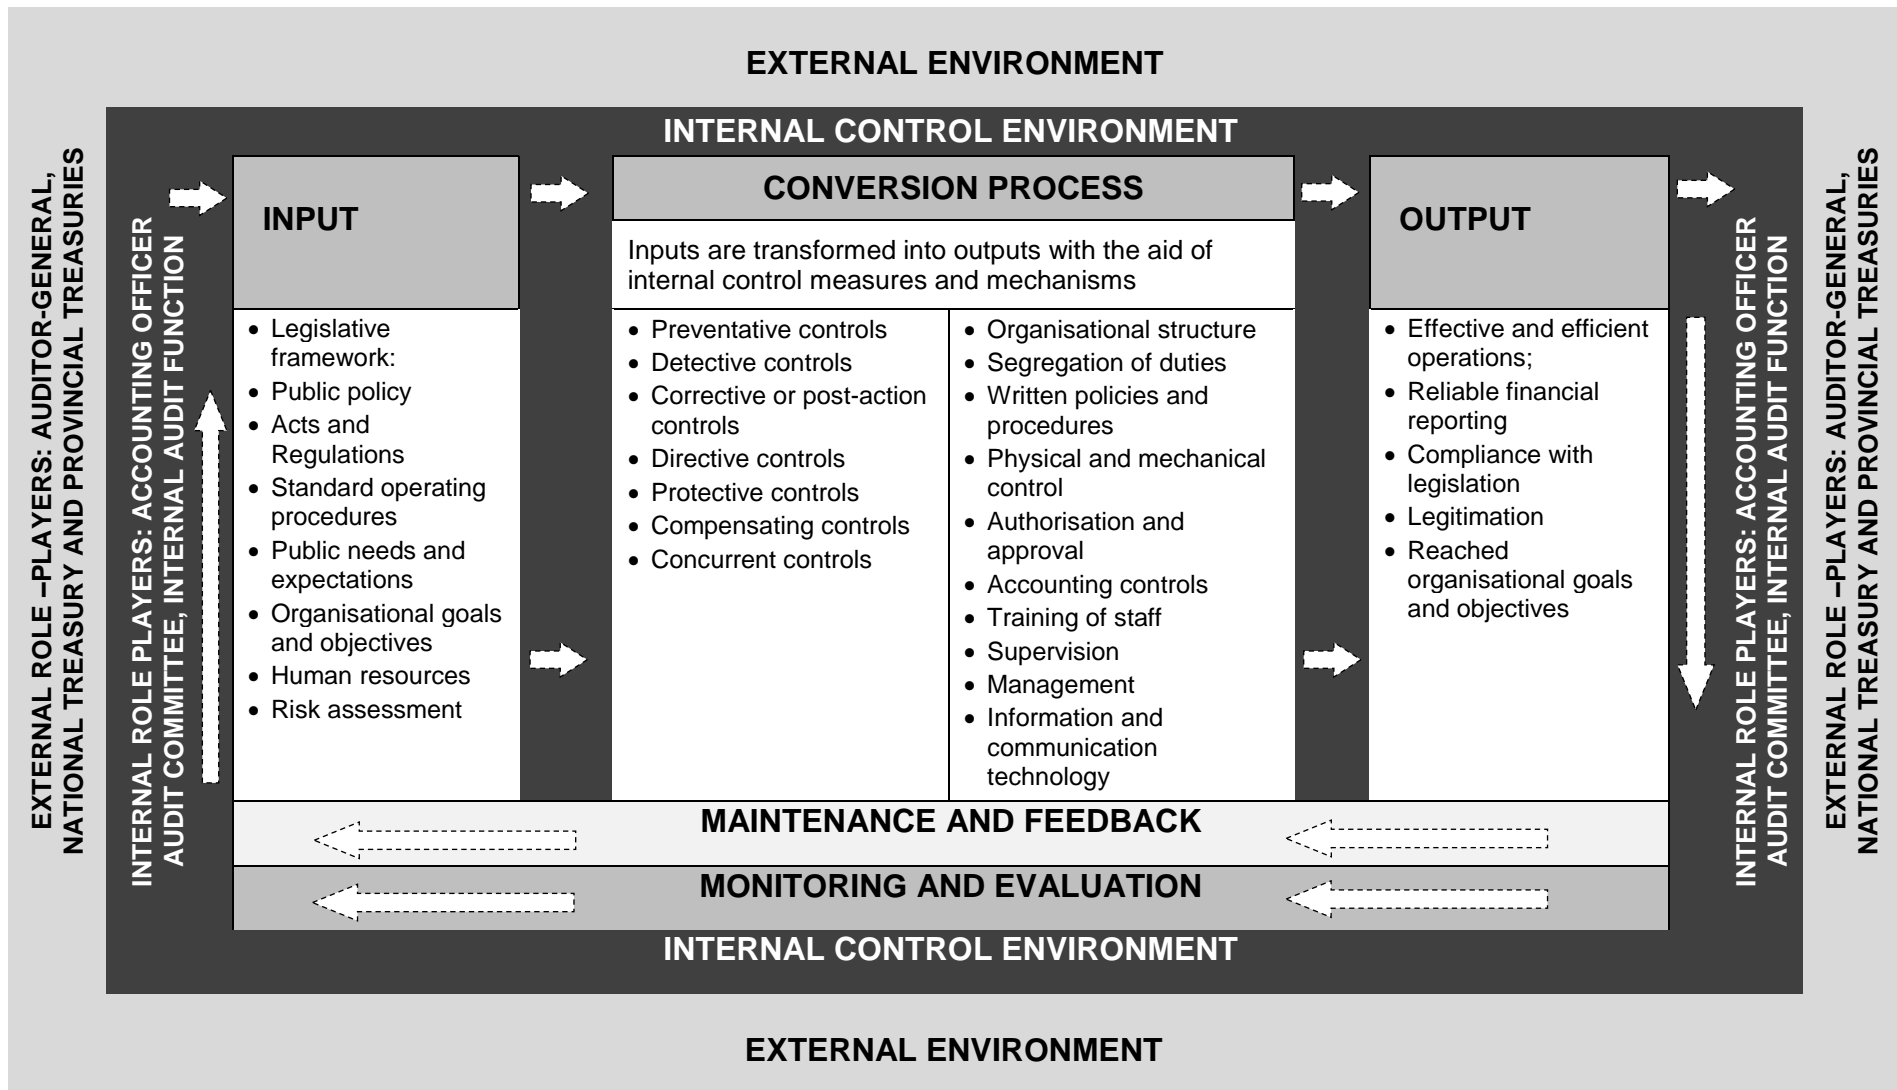 EXTERNAL ENVIRONMENT
EXTERNAL ROLE –PLAYERS: AUDITOR-GENERAL,
NATIONAL TREASURY AND PROVINCIAL TREASURIES
INTERNAL CONTROL ENVIRONMENT
INTERNAL ROLE PLAYERS: ACCOUNTING OFFICER
AUDIT COMMITTEE, INTERNAL AUDIT FUNCTION
INPUT
• Legislative
framework:
• Public policy
• Acts and
Regulations
• Standard operating
procedures
• Public needs and
expectations
• Organisational goals
and objectives
• Human resources
• Risk assessment
CONVERSION PROCESS
Inputs are transformed into outputs with the aid of
internal control measures and mechanisms
• Preventative controls
• Detective controls
• Corrective or post-action
controls
• Directive controls
• Protective controls
• Compensating controls
• Concurrent controls
• Organisational structure
• Segregation of duties
• Written policies and
procedures
• Physical and mechanical
control
• Authorisation and
approval
• Accounting controls
• Training of staff
• Supervision
• Management
• Information and
communication
technology
OUTPUT
• Effective and efficient
operations;
• Reliable financial
reporting
• Compliance with
legislation
• Legitimation
• Reached
organisational goals
and objectives
INTERNAL ROLE PLAYERS: ACCOUNTING OFFICER
AUDIT COMMITTEE, INTERNAL AUDIT FUNCTION
EXTERNAL ROLE –PLAYERS: AUDITOR-GENERAL,
NATIONAL TREASURY AND PROVINCIAL TREASURIES
MAINTENANCE AND FEEDBACK
MONITORING AND EVALUATION
INTERNAL CONTROL ENVIRONMENT
EXTERNAL ENVIRONMENT